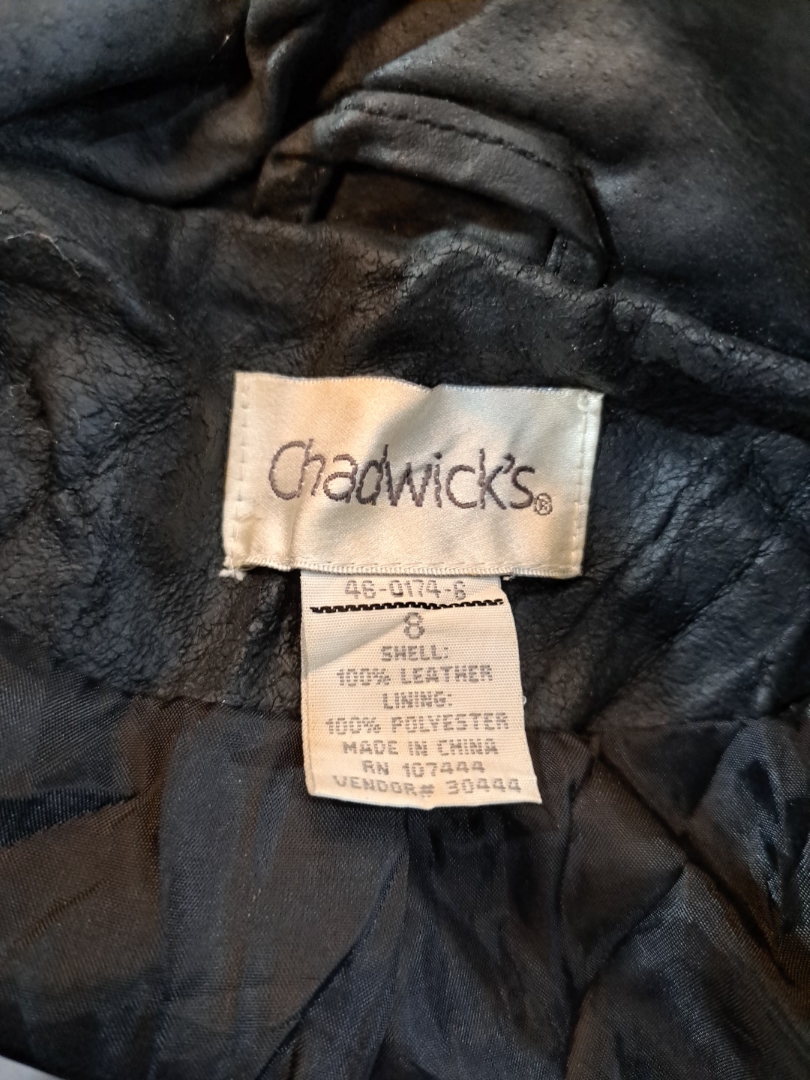 Chadwick's®
46-0174-6
8
SHELL:
100% LEATHER
LINING:
100% POLYESTER
MADE IN CHINA
RN 107444
VENDOR# 30444